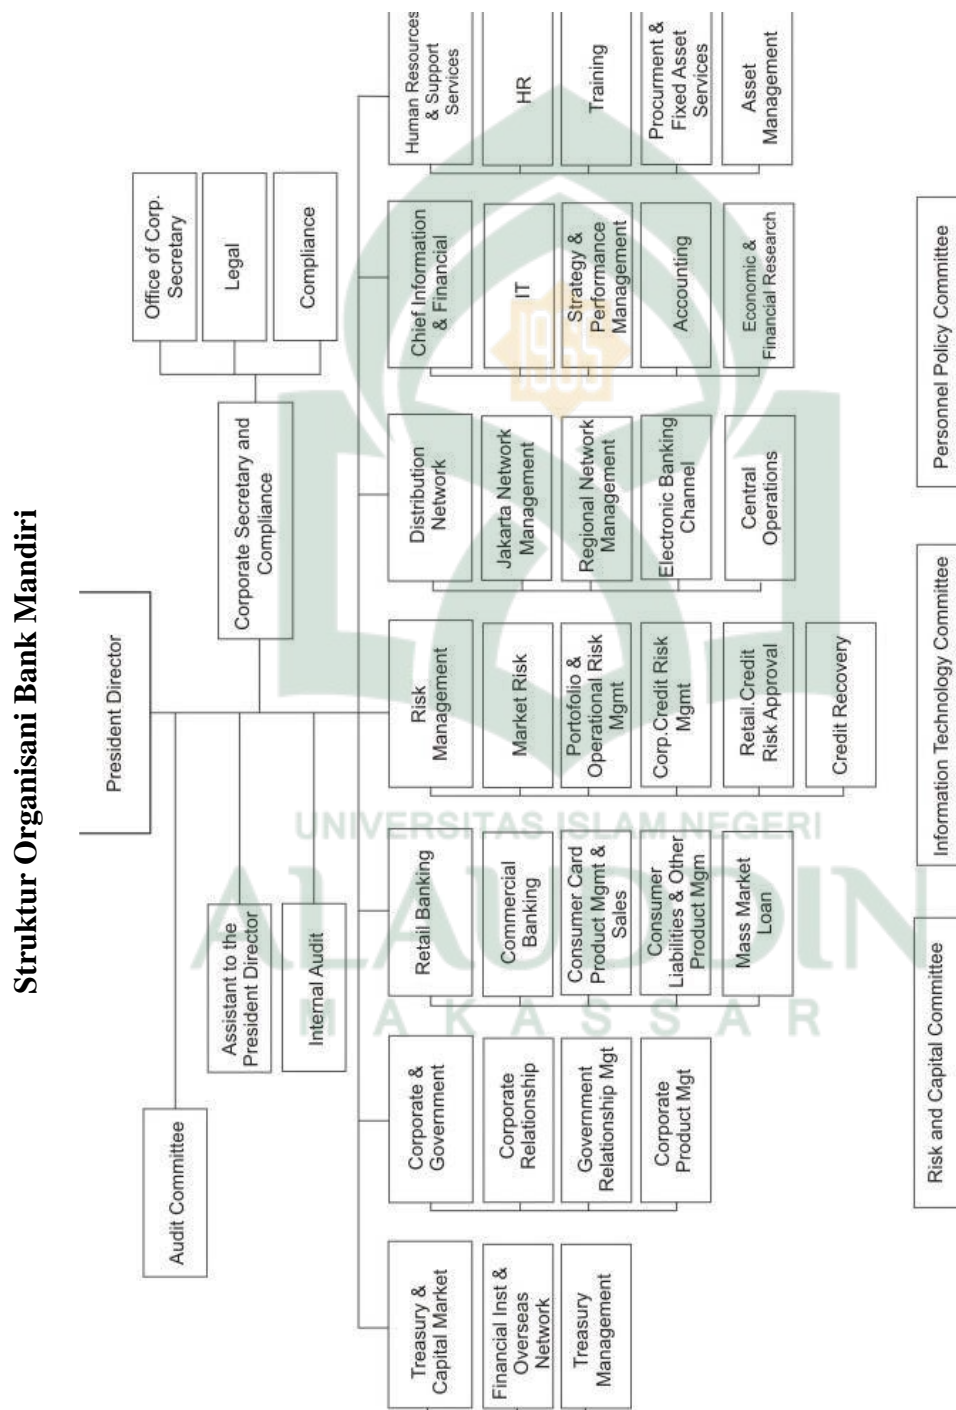 Struktur Organisani Bank Mandiri
President Director
Audit Committee
Assistant to the
President Director
Internal Audit
Corporate Secretary and
Compliance
Office of Corp.
Secretary
Legal
Compliance
Treasury &
Capital Market
Financial Inst &
Overseas
Network
Treasury
Management
Corporate &
Government
Corporate
Relationship
Government
Relationship Mgt
Corporate
Product Mgt
Retail Banking
Commercial
Banking
Consumer Card
Product Mgmt &
Sales
Consumer
Liabilities & Other
Product Mgm
Mass Market
Loan
Risk
Management
Market Risk
Portofolio &
Operational Risk
Mgmt
Corp.Credit Risk
Mgmt
Retail.Credit
Risk Approval
Credit Recovery
Distribution
Network
Jakarta Network
Management
Regional Network
Management
Electronic Banking
Channel
Central
Operations
Chief Information
& Financial
IT
Strategy &
Performance
Management
Accounting
Economic &
Financial Research
Human Resources
& Support
Services
HR
Training
Procurment &
Fixed Asset
Services
Asset
Management
Risk and Capital Committee
Information Technology Committee
Personnel Policy Committee
1965
UNIVERSITAS ISLAM NEGERI
ALAUDDIN
MAKASSAR